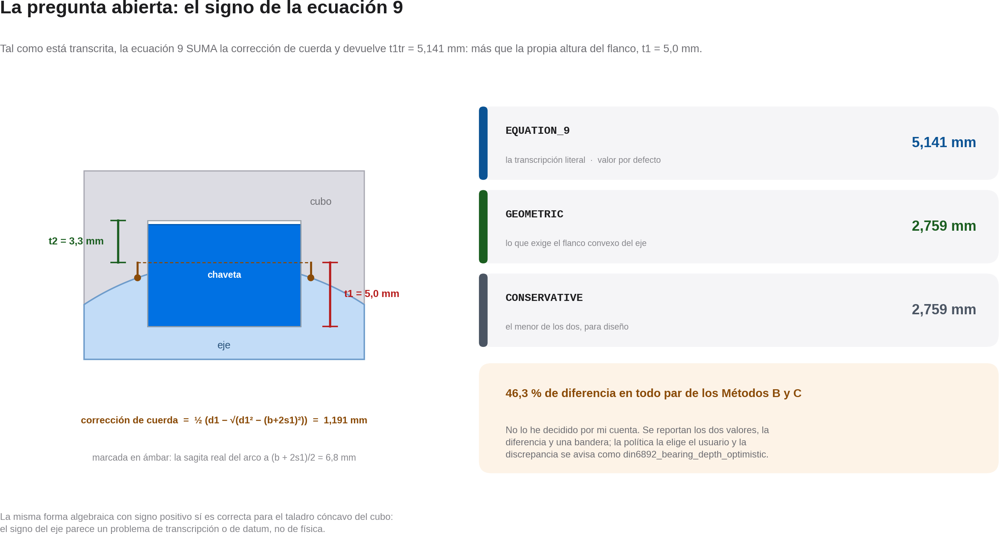 La pregunta abierta: el signo de la ecuación 9
Tal como está transcrita, la ecuación 9 SUMA la corrección de cuerda y devuelve t1tr = 5,141 mm: más que la propia altura del flanco, t1 = 5,0 mm.
cubo
t2 = 3,3 mm
chaveta
t1 = 5,0 mm
eje
corrección de cuerda = ½ (d1 − √(d1² − (b+2s1)²)) = 1,191 mm
marcada en ámbar: la sagita real del arco a (b + 2s1)/2 = 6,8 mm
EQUATION_9
5,141 mm
la transcripción literal · valor por defecto
GEOMETRIC
2,759 mm
lo que exige el flanco convexo del eje
CONSERVATIVE
2,759 mm
el menor de los dos, para diseño
46,3 % de diferencia en todo par de los Métodos B y C
No lo he decidido por mi cuenta. Se reportan los dos valores, la
diferencia y una bandera; la política la elige el usuario y la
discrepancia se avisa como din6892_bearing_depth_optimistic.
La misma forma algebraica con signo positivo sí es correcta para el taladro cóncavo del cubo:
el signo del eje parece un problema de transcripción o de datum, no de física.